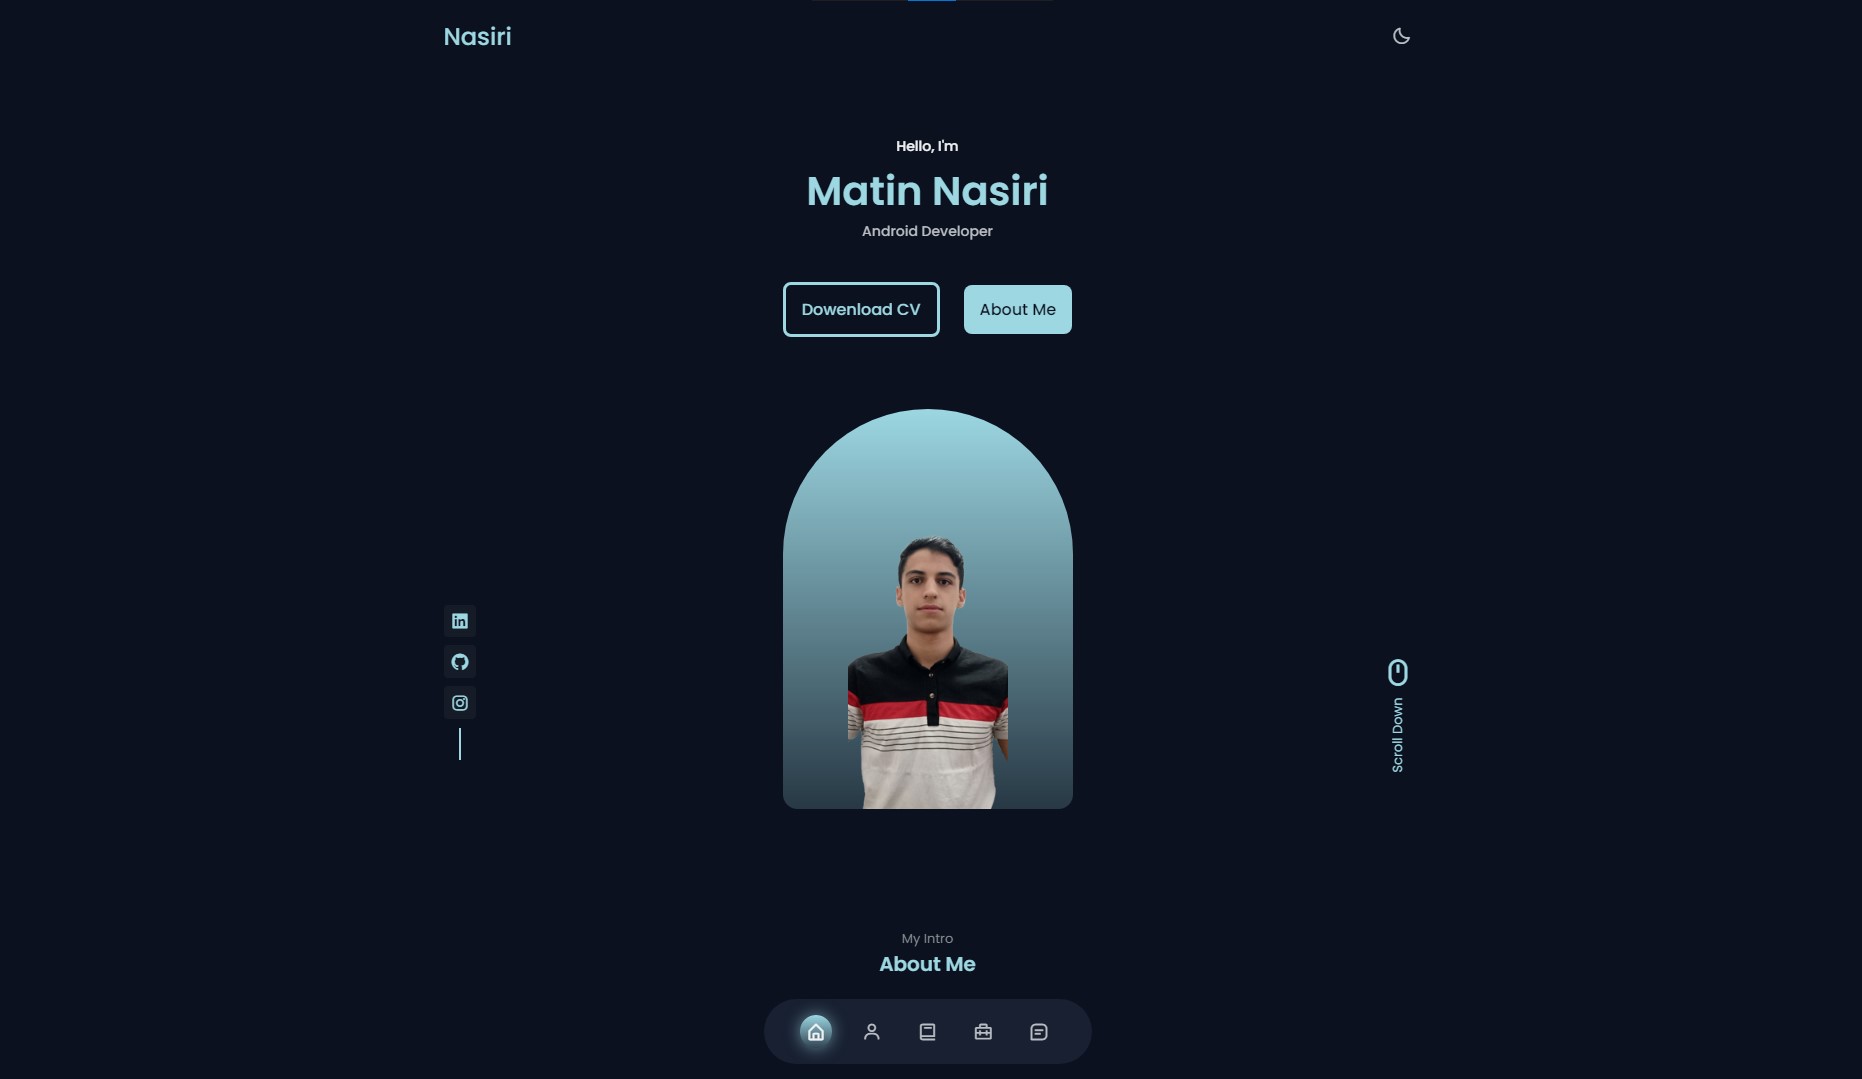 Nasiri
Hello, I'm
Matin Nasiri
Android Developer
Dowenload CV
About Me
Scroll Down
My Intro
About Me